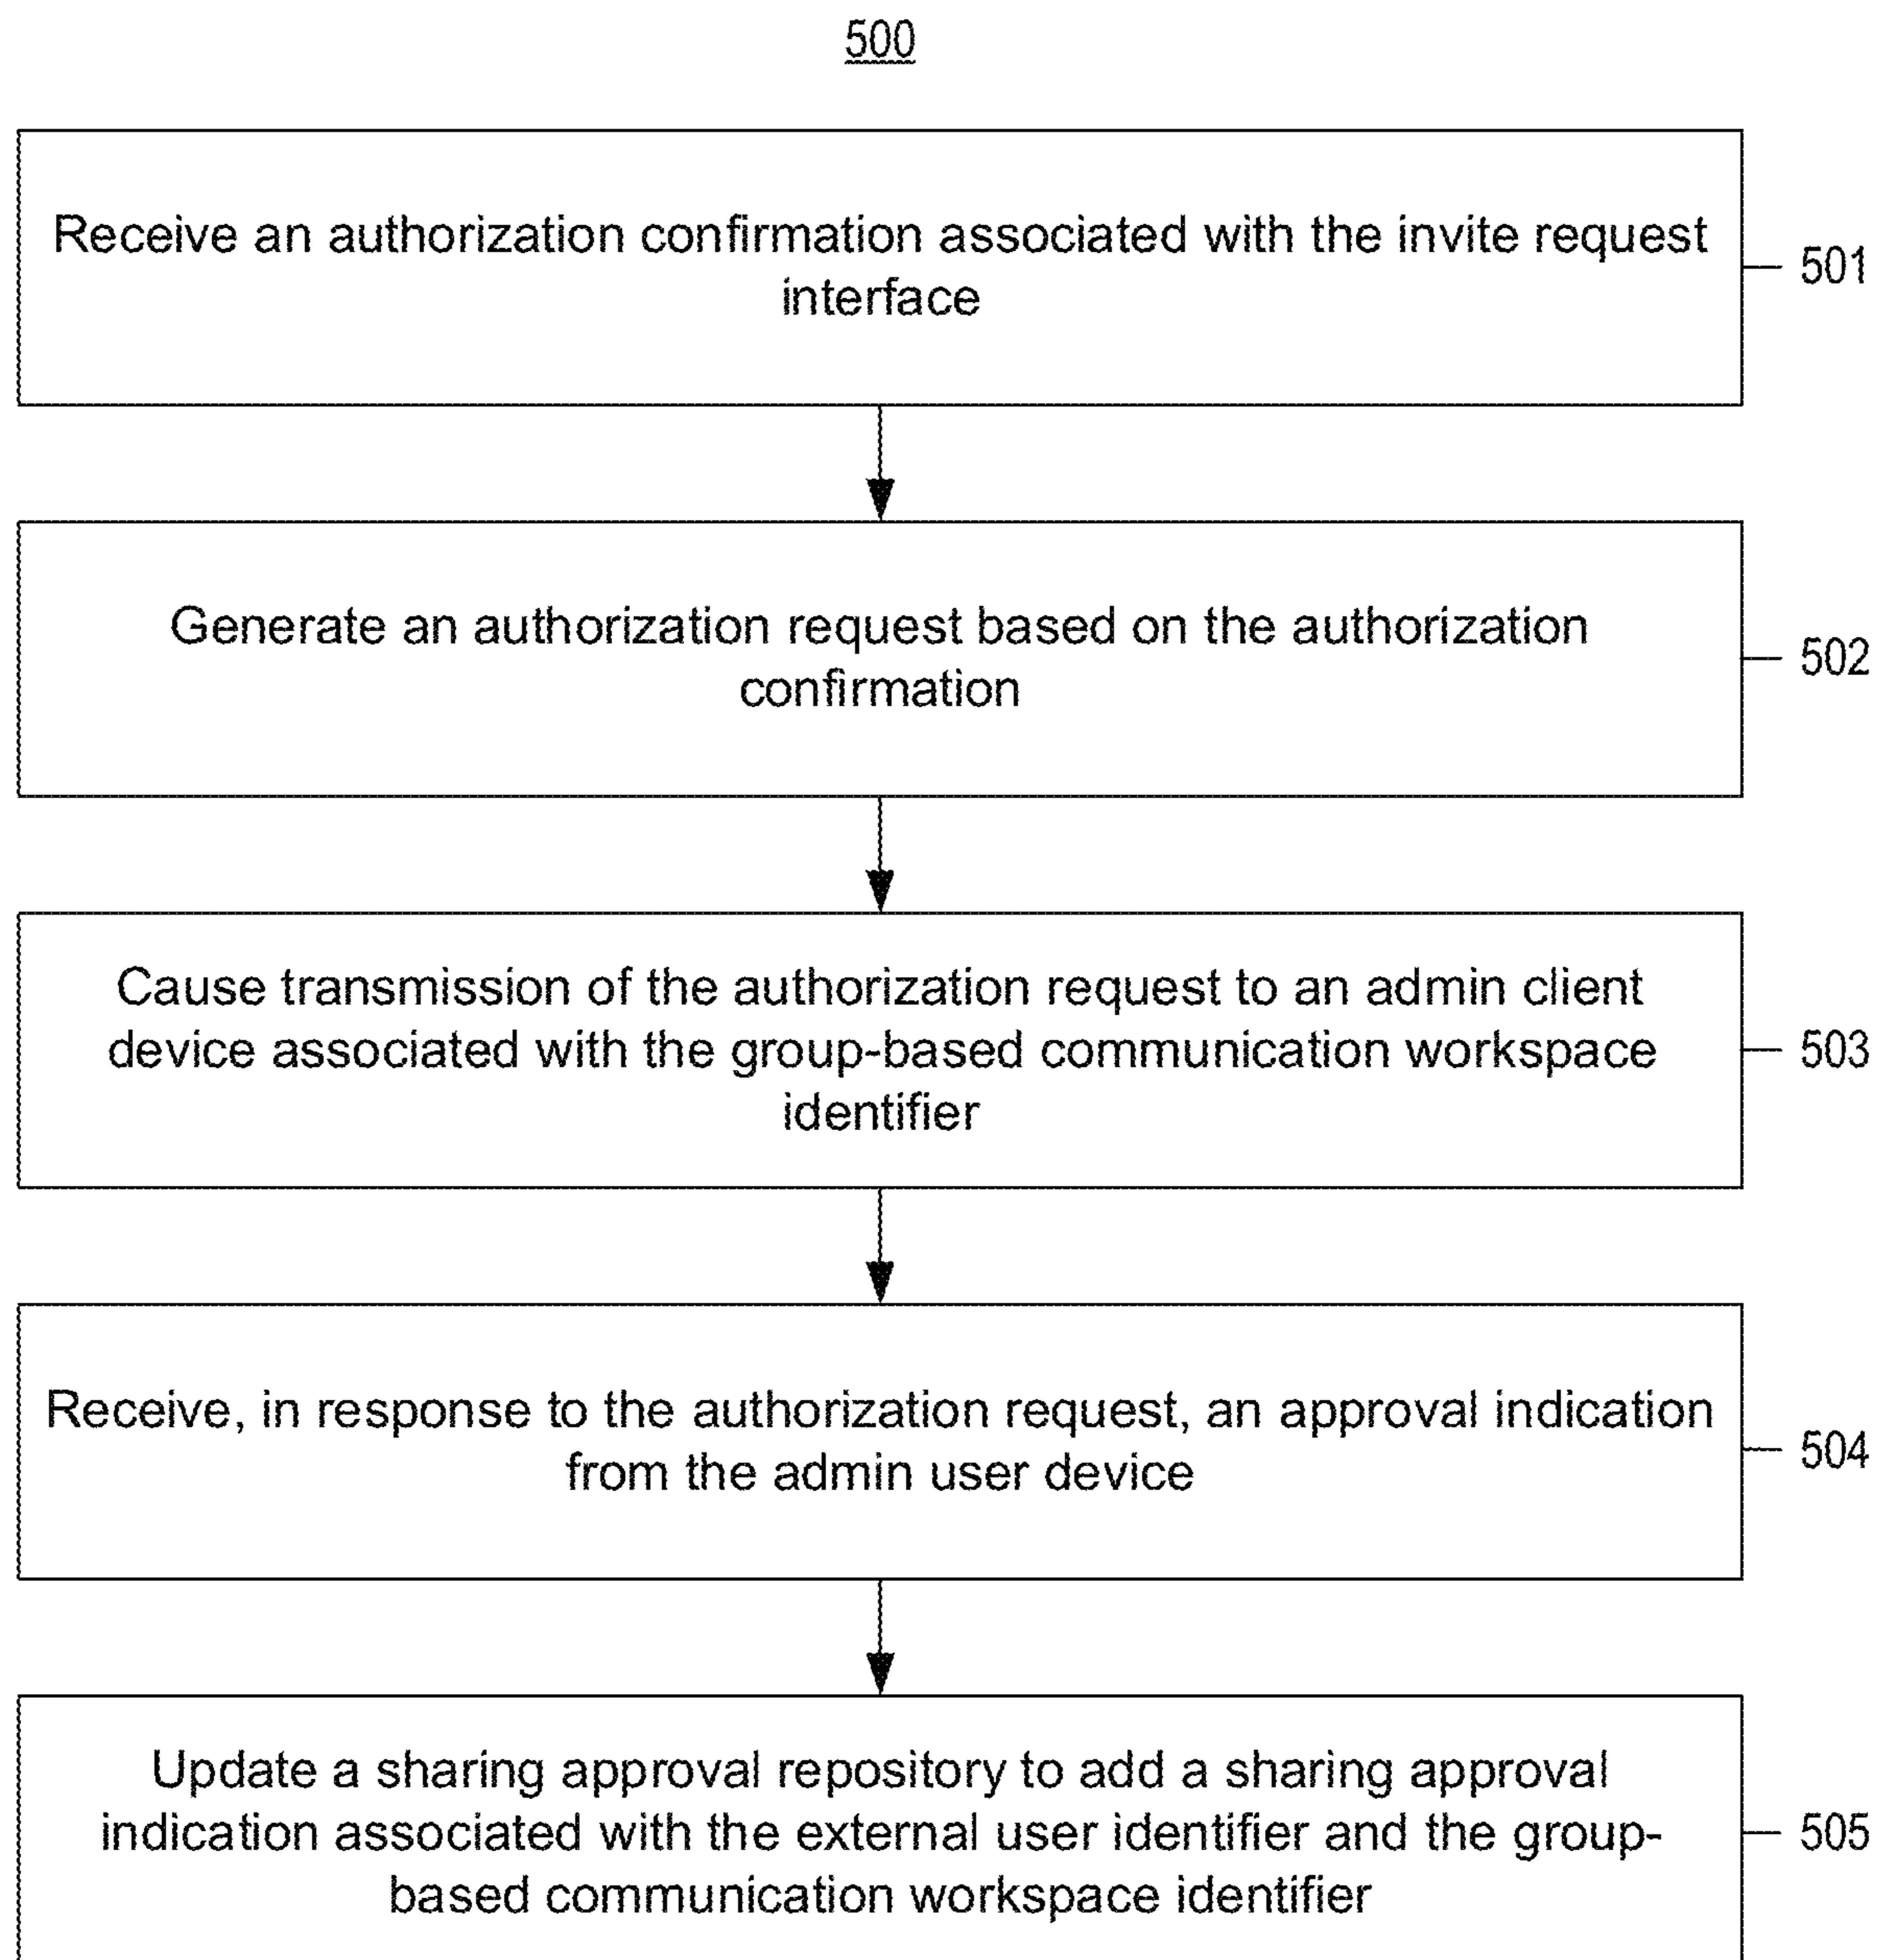 500
Receive an authorization confirmation associated with the invite request
interface
501
Generate an authorization request based on the authorization
confirmation
502
Cause transmission of the authorization request to an admin client
device associated with the group-based communication workspace
identifier
503
Receive, in response to the authorization request, an approval indication
from the admin user device
504
Update a sharing approval repository to add a sharing approval
indication associated with the external user identifier and the group-
based communication workspace identifier
505